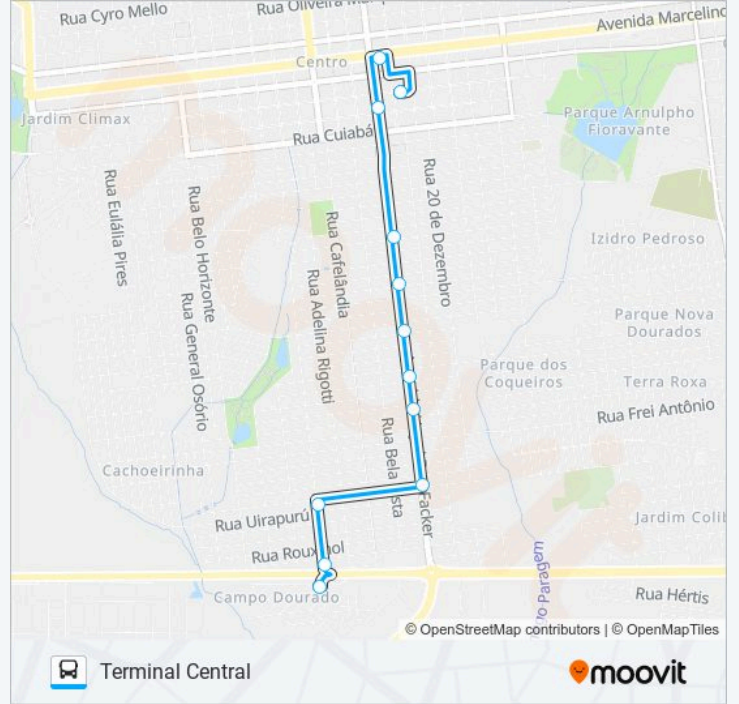 Rua Cyro Mello
Rua Oliveira
Avenida Marcelino
Centro
Jardim Climax
Parque Arnulpho
Fioravante
Rua Cuiabá
Rua 20 de Dezembro
Rua Eulália Pires
Rua Belo Horizonte
Rua Cafelândia
Izidro Pedroso
Rua General Osório
Rua Adelina Rigotti
Parque Nova
Dourados
Parque dos
Coqueiros
Terra Roxa
Rua Frei Antônio
Rua Bela
sta
Cachoeirinha
Facker
Rua Uirapurú
Jardim Colib
Rua Rouxinol
Paragem
Campo Dourado
Rua Hértis
© OpenStreetMap contributors | © OpenMapTiles
Terminal Central
moovit